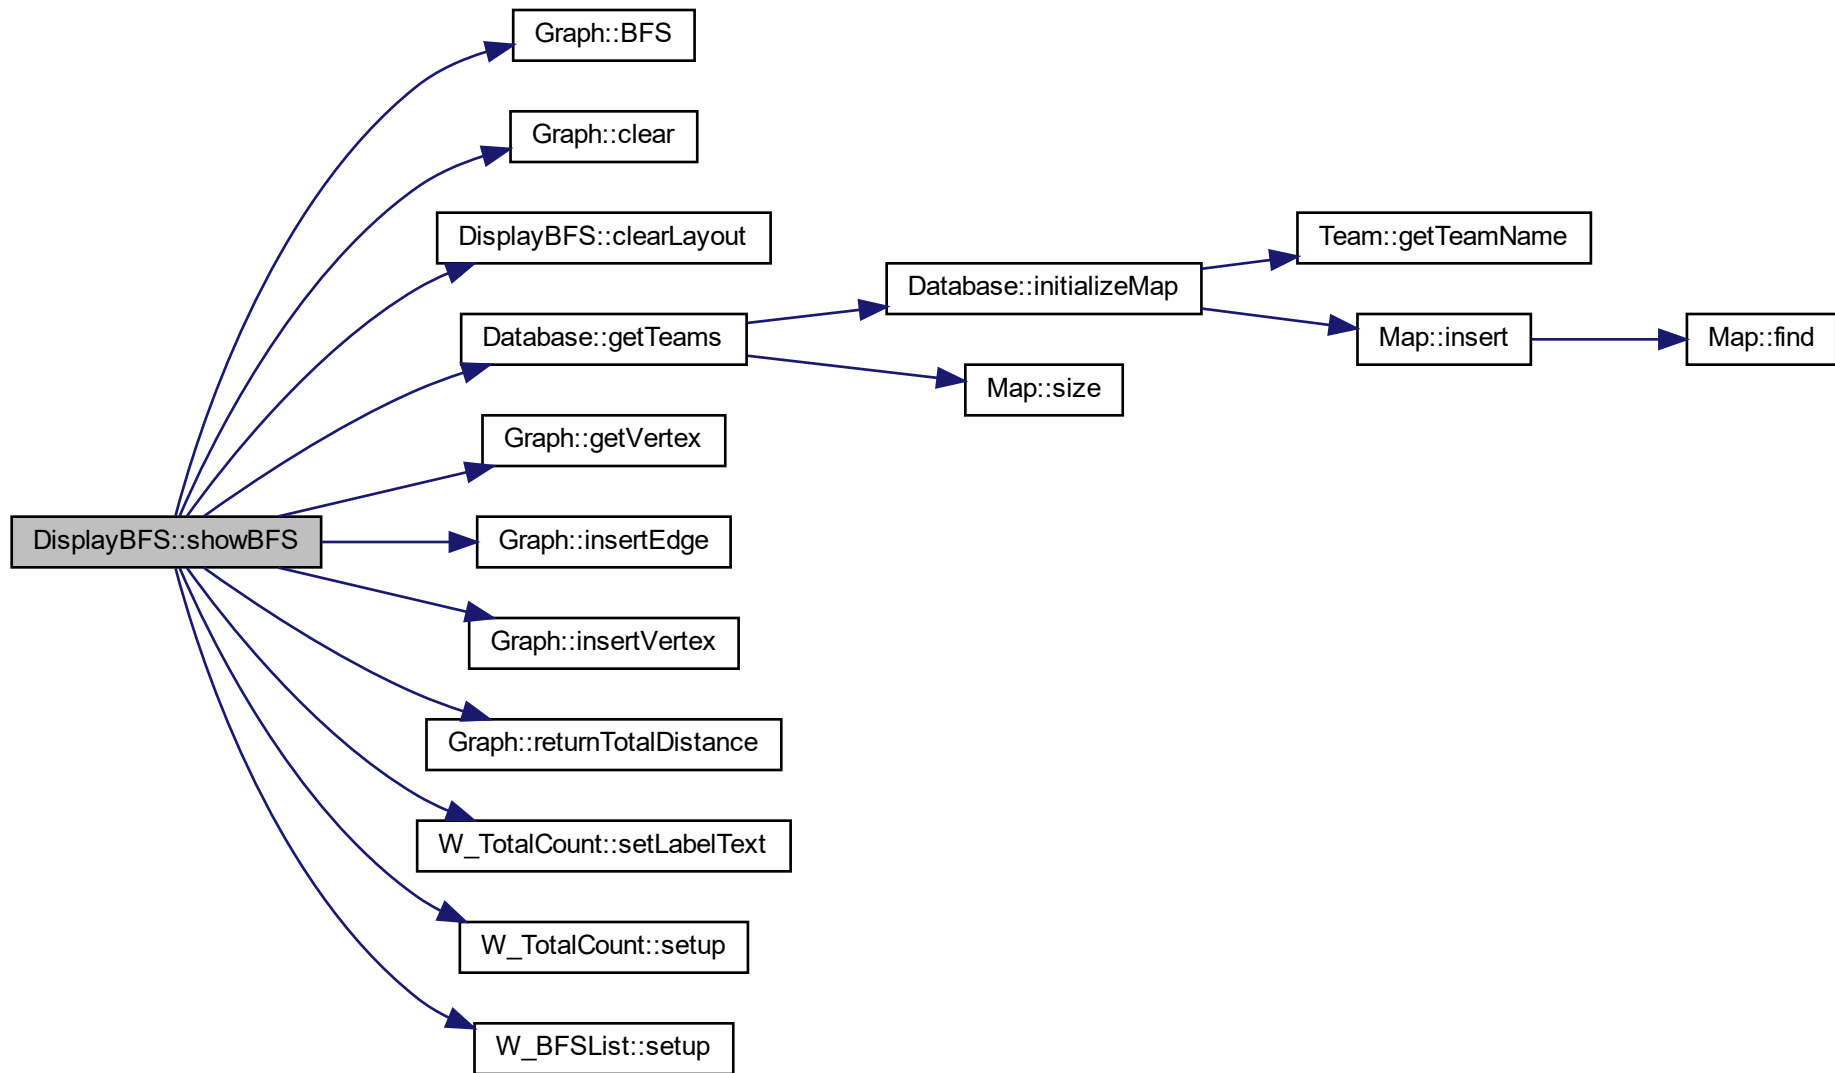 Graph::BFS
Graph::clear
DisplayBFS::clearLayout
Team::getTeamName
Database::initializeMap
Database::getTeams
Map::insert
Map::find
Map::size
Graph::getVertex
DisplayBFS::showBFS
Graph::insertEdge
Graph::insertVertex
Graph::returnTotalDistance
W_TotalCount::setLabelText
W_TotalCount::setup
W_BFSList::setup